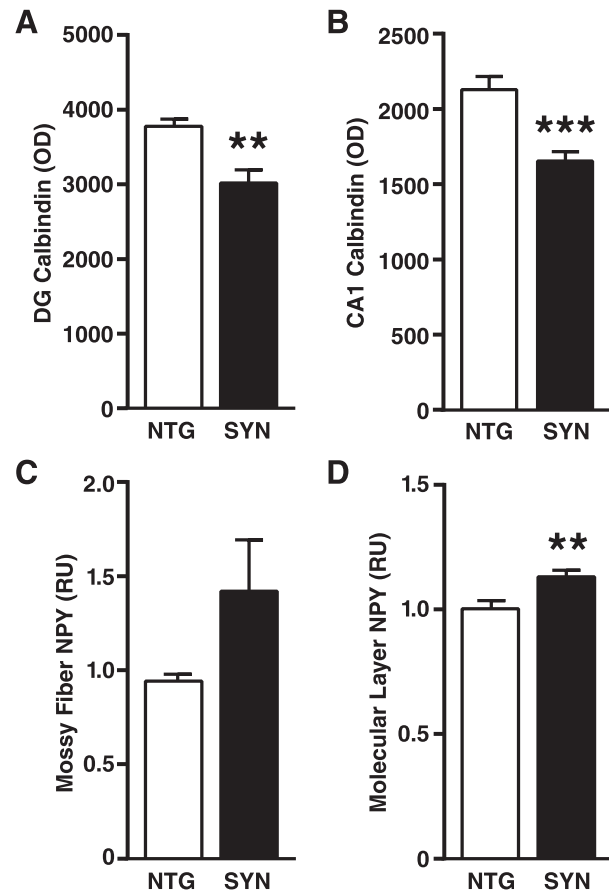 A
DG Calbindin (OD)
5000
4000
3000
2000
1000
0
**
NTG SYN
B
CA1 Calbindin (OD)
2500
2000
1500
1000
500
0
***
NTG SYN
C
Mossy Fiber NPY (RU)
2.0
1.5
1.0
0.5
0
NTG SYN
D
Molecular Layer NPY (RU)
1.5
1.0
0.5
0
**
NTG SYN